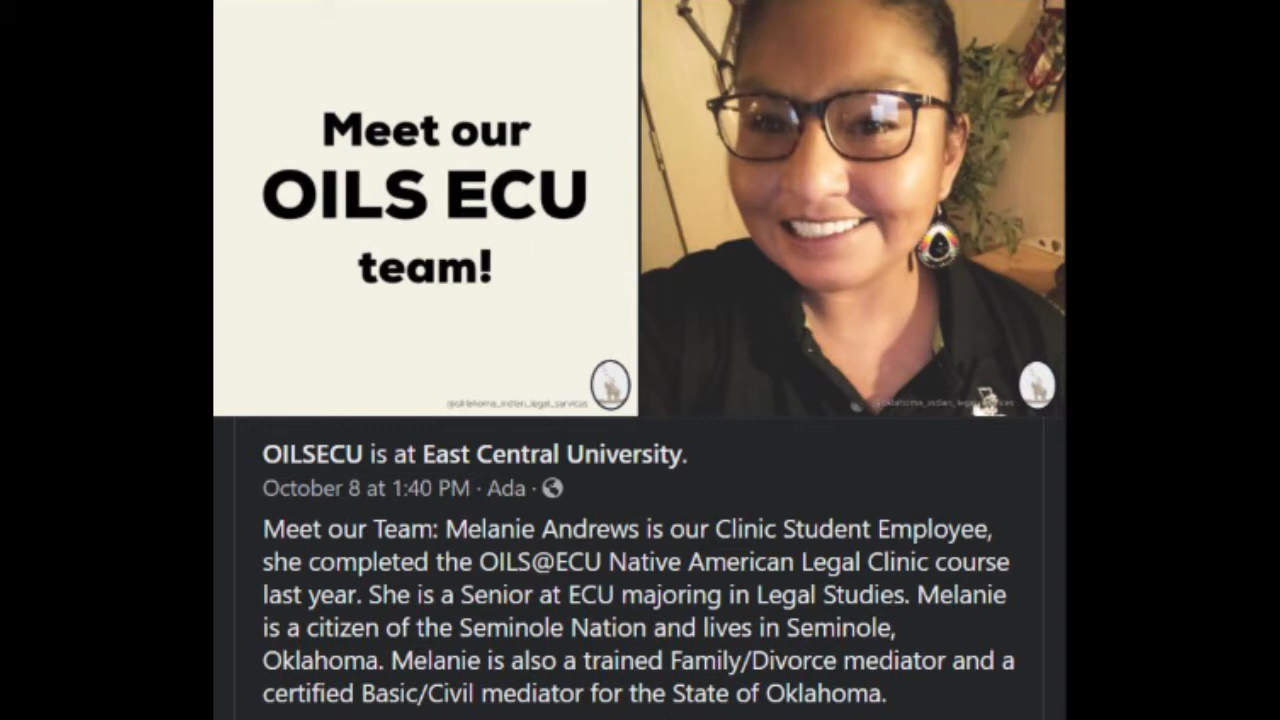 Meet our
OILS ECU
team!
@oklahoma_indian_legal_services
@oklahoma_indian_legal_services
OILSECU is at East Central University.
October 8 at 1:40 PM · Ada ·
Meet our Team: Melanie Andrews is our Clinic Student Employee,
she completed the OILS@ECU Native American Legal Clinic course
last year. She is a Senior at ECU majoring in Legal Studies. Melanie
is a citizen of the Seminole Nation and lives in Seminole,
Oklahoma. Melanie is also a trained Family/Divorce mediator and a
certified Basic/Civil mediator for the State of Oklahoma.